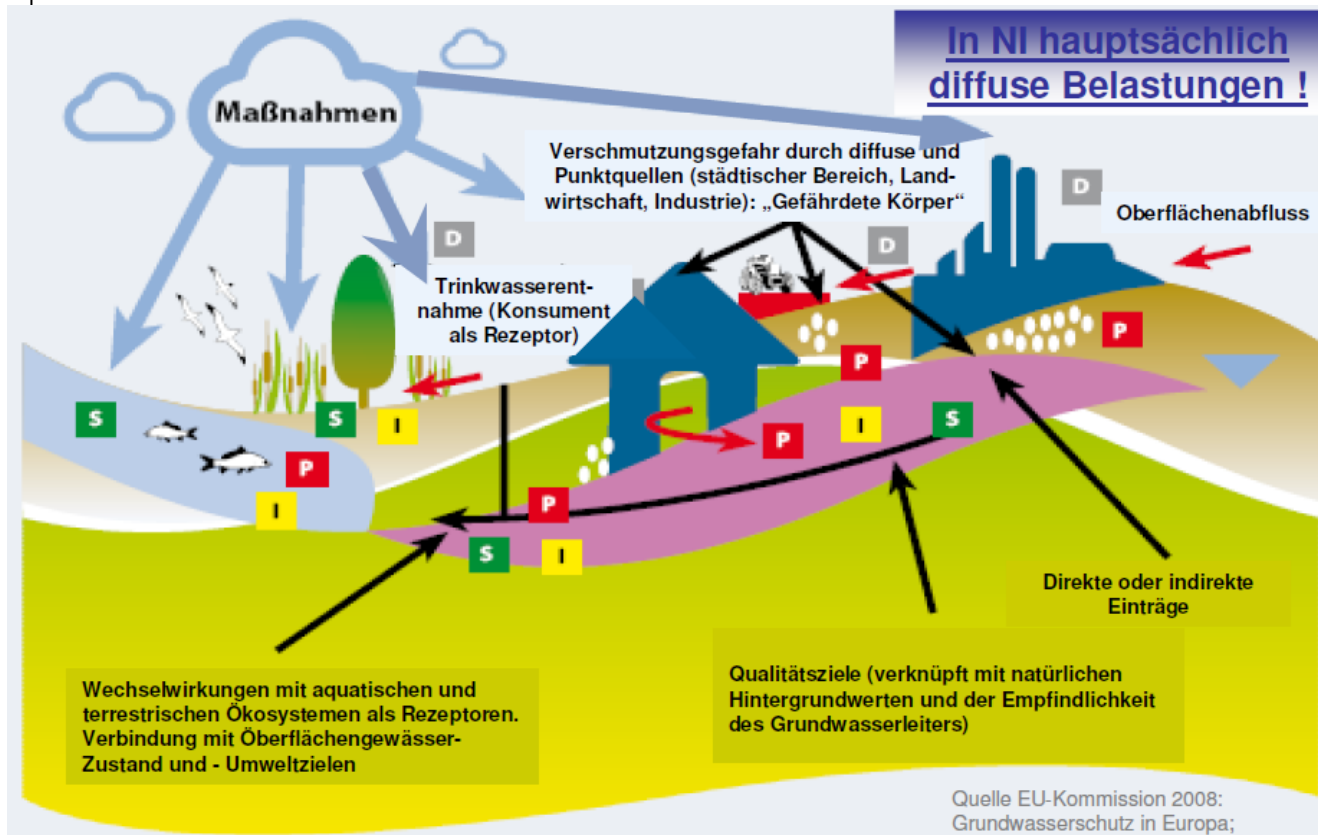 In NI hauptsächlich
diffuse Belastungen !
Maßnahmen
Verschmutzungsgefahr durch diffuse und
Punktquellen (städtischer Bereich, Land-
wirtschaft, Industrie): „Gefährdete Körper“
D
Oberflächenabfluss
D
D
Trinkwasserent-
nahme (Konsument
als Rezeptor)
P
P
S
S
I
I
S
P
P
I
P
S
I
Direkte oder indirekte
Einträge
Wechselwirkungen mit aquatischen und
terrestrischen Ökosystemen als Rezeptoren.
Verbindung mit Oberflächengewässer-
Zustand und - Umweltzielen
Qualitätsziele (verknüpft mit natürlichen
Hintergrundwerten und der Empfindlichkeit
des Grundwasserleiters)
Quelle EU-Kommission 2008:
Grundwasserschutz in Europa;